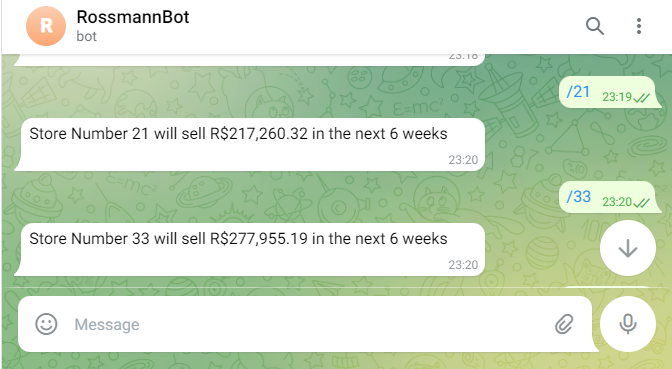 R
RossmannBot
bot
23:18
/21 23:19
Store Number 21 will sell R$217,260.32 in the next 6 weeks
23:20
/33 23:20
Store Number 33 will sell R$277,955.19 in the next 6 weeks
23:20
Message